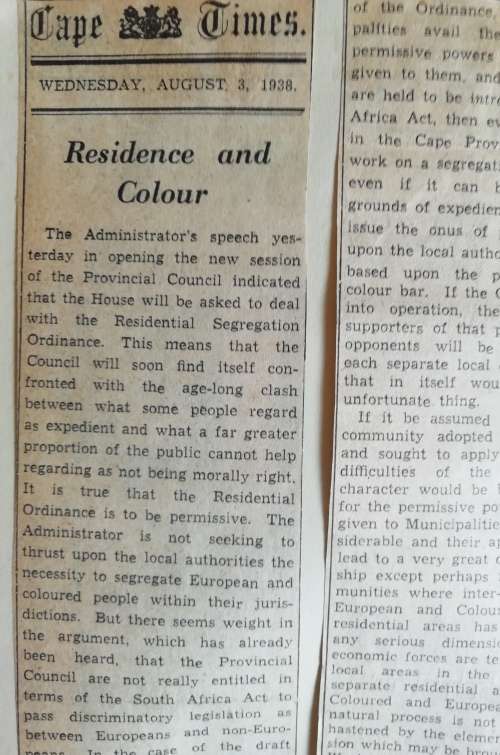 Cape Times.
WEDNESDAY, AUGUST 3, 1938.
Residence and
Colour
The Administrator's speech yes-
terday in opening the new session
of the Provincial Council indicated
that the House will be asked to deal
with the Residential Segregation
Ordinance. This means that the
Council will soon find itself con-
fronted with the age-long clash
between what some people regard
as expedient and what a far greater
proportion of the public cannot help
regarding as not being morally right.
It is true that the Residential
Ordinance is to be permissive. The
Administrator is not seeking to
thrust upon the local authorities the
necessity to segregate European and
coloured people within their juris-
dictions. But there seems weight in
the argument, which has already
been heard, that the Provincial
Council are not really entitled in
terms of the South Africa Act to
pass discriminatory legislation as
between Europeans and non-Euro-
peans. In the case of the draft
of the Ordinance
palities avail the
permissive powers
given to them, and
are held to be intr
Africa Act, then ev
in the Cape Prov
work on a segregat
even if it can b
grounds of expedien
issue the onus of
upon the local autho
based upon the p
colour bar. If the O
into operation, the
supporters of that p
opponents will be
each separate local
that in itself wou
unfortunate thing.
If it be assumed
community adopted
and sought to apply
difficulties of the
character would be
for the permissive po
given to Municipalitie
siderable and their ap
lead to a very great
ship except perhaps
munities where inter-
European and Colou
residential areas has
any serious dimensi
economic forces are te
local areas in the
separate residential a
Coloured and Europea
natural process is not
hastened by the eleme
sion which may be bro